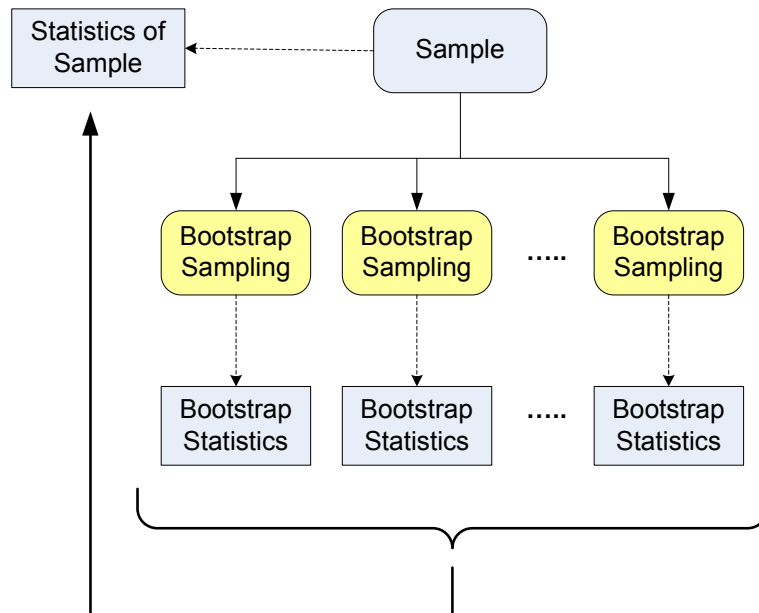 Statistics of
Sample
Sample
Bootstrap
Sampling
Bootstrap
Sampling
.....
Bootstrap
Sampling
Bootstrap
Statistics
Bootstrap
Statistics
.....
Bootstrap
Statistics